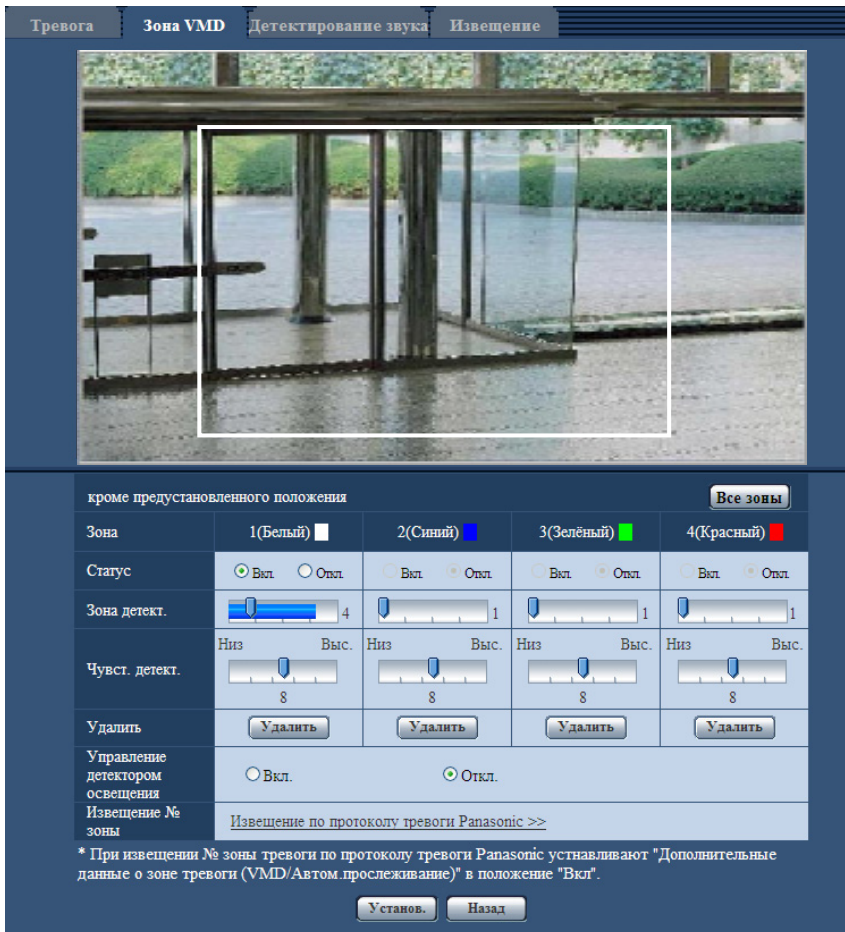 Тревога Зона VMD Детектирование звука Извещение
кроме предустановленного положения Все зоны
Зона 1(Белый) 2(Синий) 3(Зелёный) 4(Красный)
Статус Вкл. Откл. Вкл. Откл. Вкл. Откл. Вкл. Откл.
Зона детект. 4 1 1 1
Низ Выс. Низ Выс. Низ Выс. Низ Выс.
Чувст. детект.
8 8 8 8
Удалить Удалить Удалить Удалить Удалить
Управление
детектором
освещения
Вкл. Откл.
Извещение №
зоны
Извещение по протоколу тревоги Panasonic >>
* При извещении № зоны тревоги по протоколу тревоги Panasonic устнавливают "Дополнительные
данные о зоне тревоги (VMD/Автом.прослеживание)" в положение "Вкл".
Установ. Назад